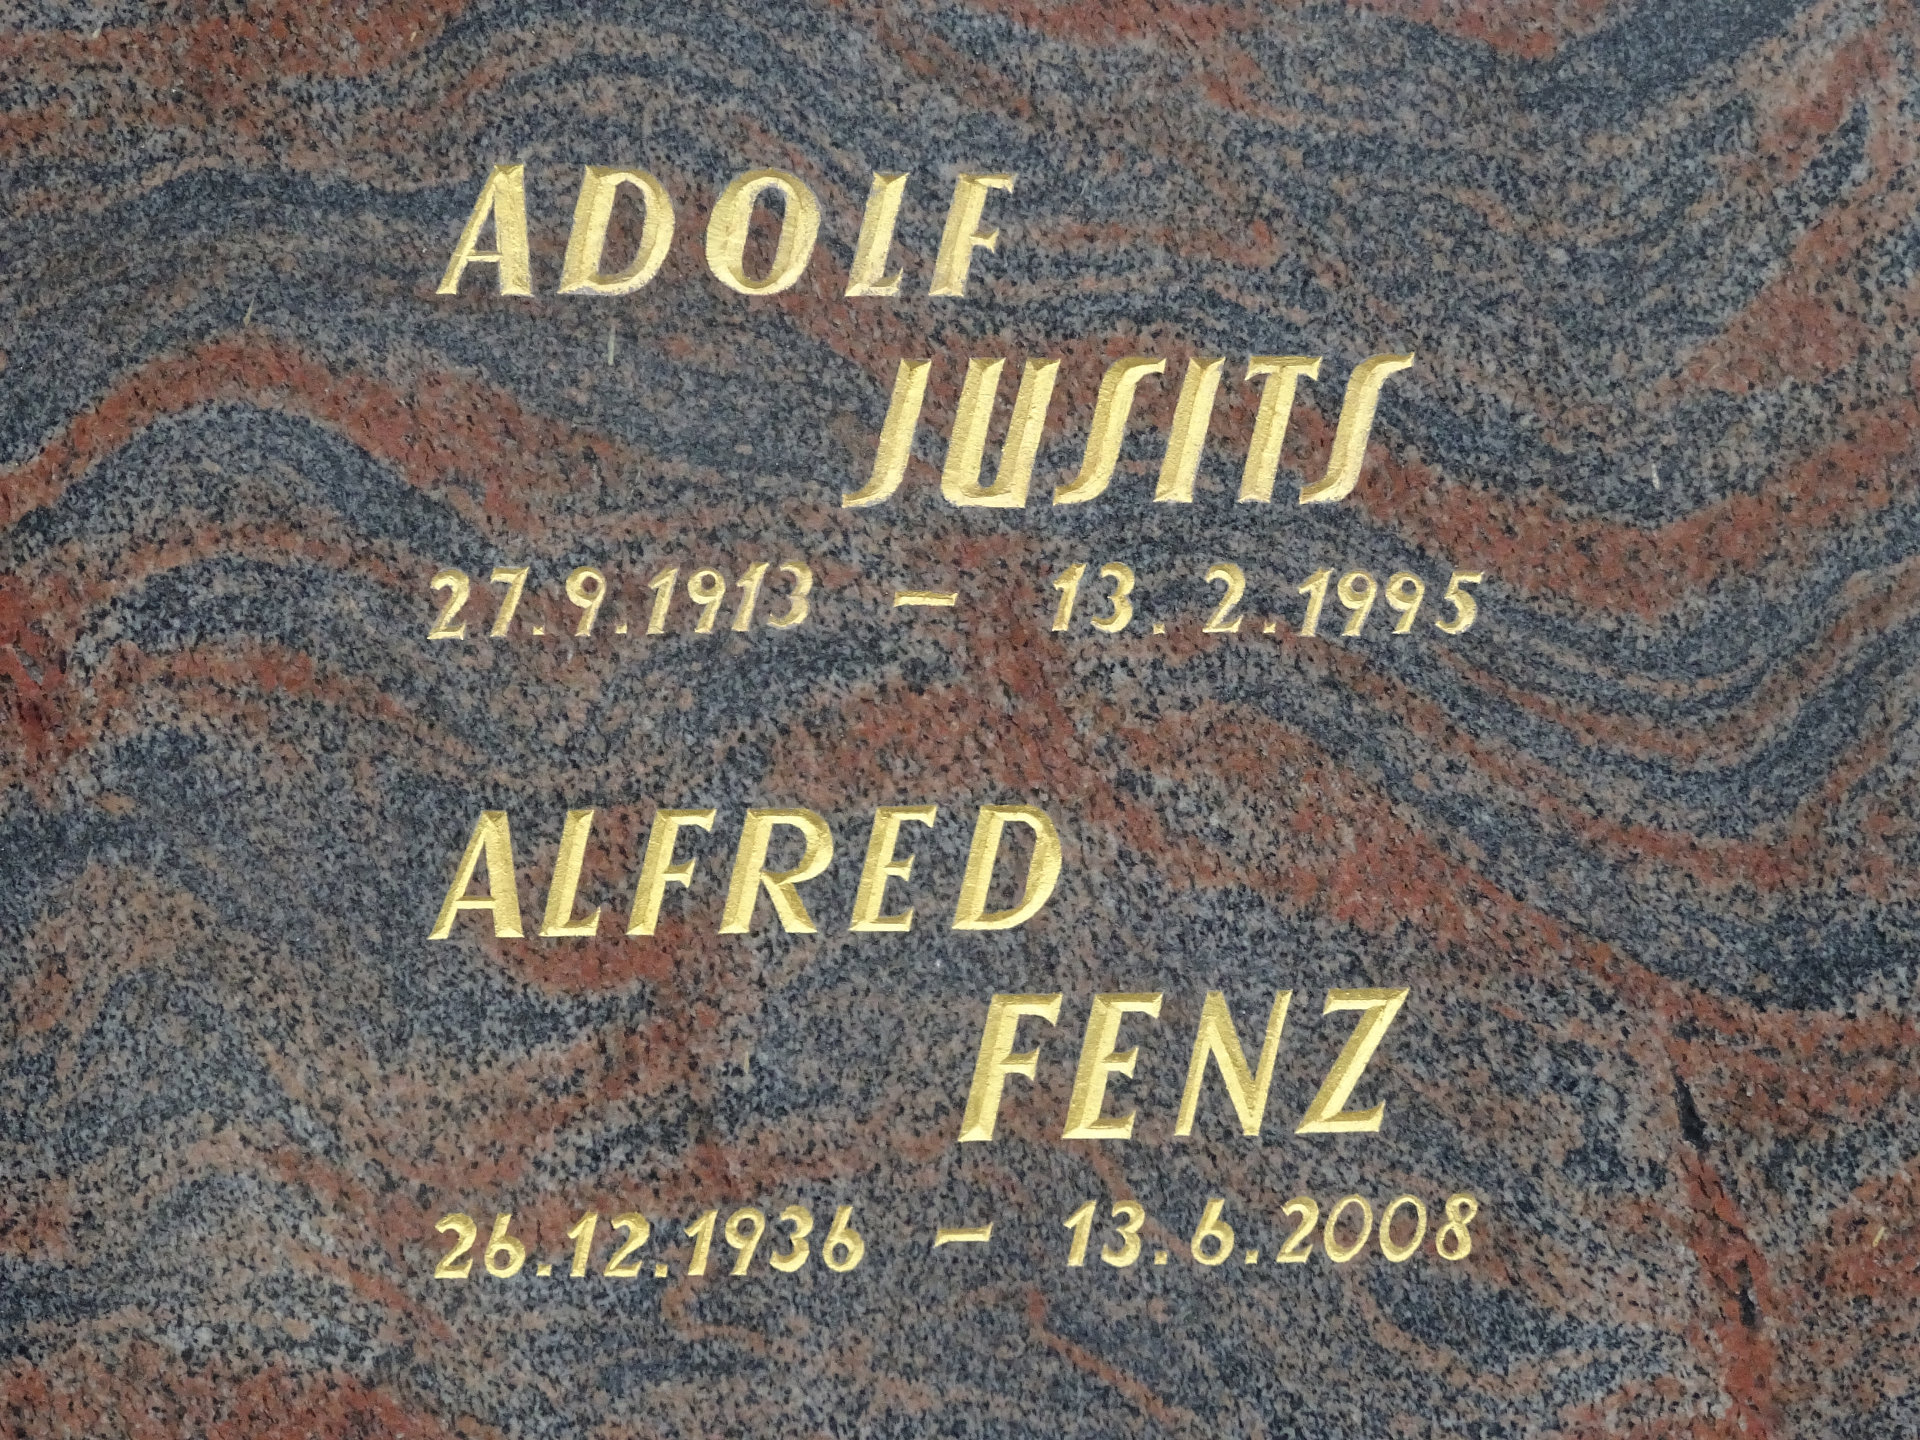 ADOLF
JUSITS
27.9.1913 – 13.2.1995
ALFRED
FENZ
26.12.1936 – 13.6.2008